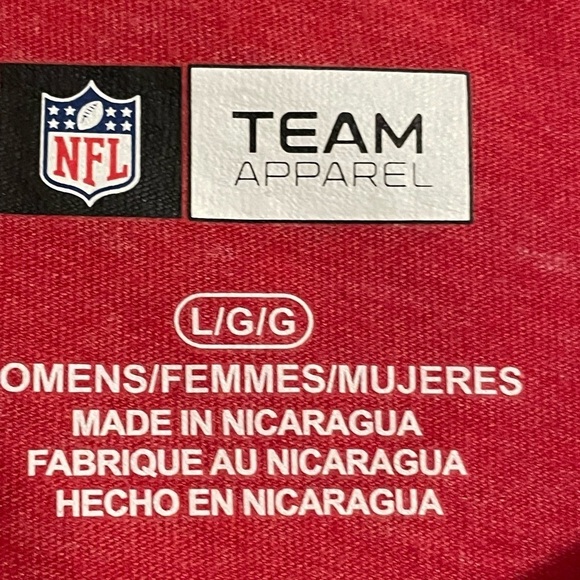 NFL
TEAM
APPAREL
L/G/G
OMENS/FEMMES/MUJERES
MADE IN NICARAGUA
FABRIQUE AU NICARAGUA
HECHO EN NICARAGUA